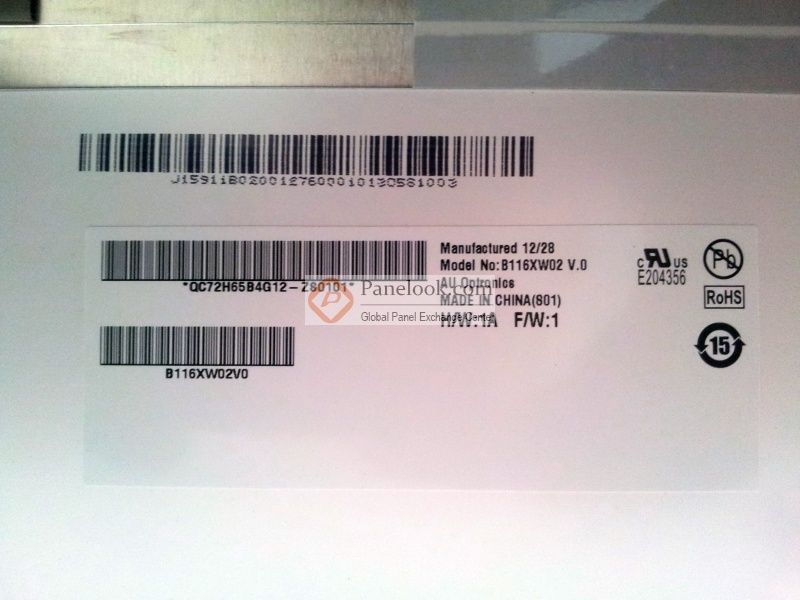 J1591iB0200127600010130581003
*QC72H65B4G12-Z80101*
B116XW02V0
Manufactured 12/28
Model No:B116XW02 V.0
AU Optronics
MADE IN CHINA(S01)
H/W:1A F/W:1
Panelook.com
Global Panel Exchange Center
c UL US
E204356
Pb
RoHS
15